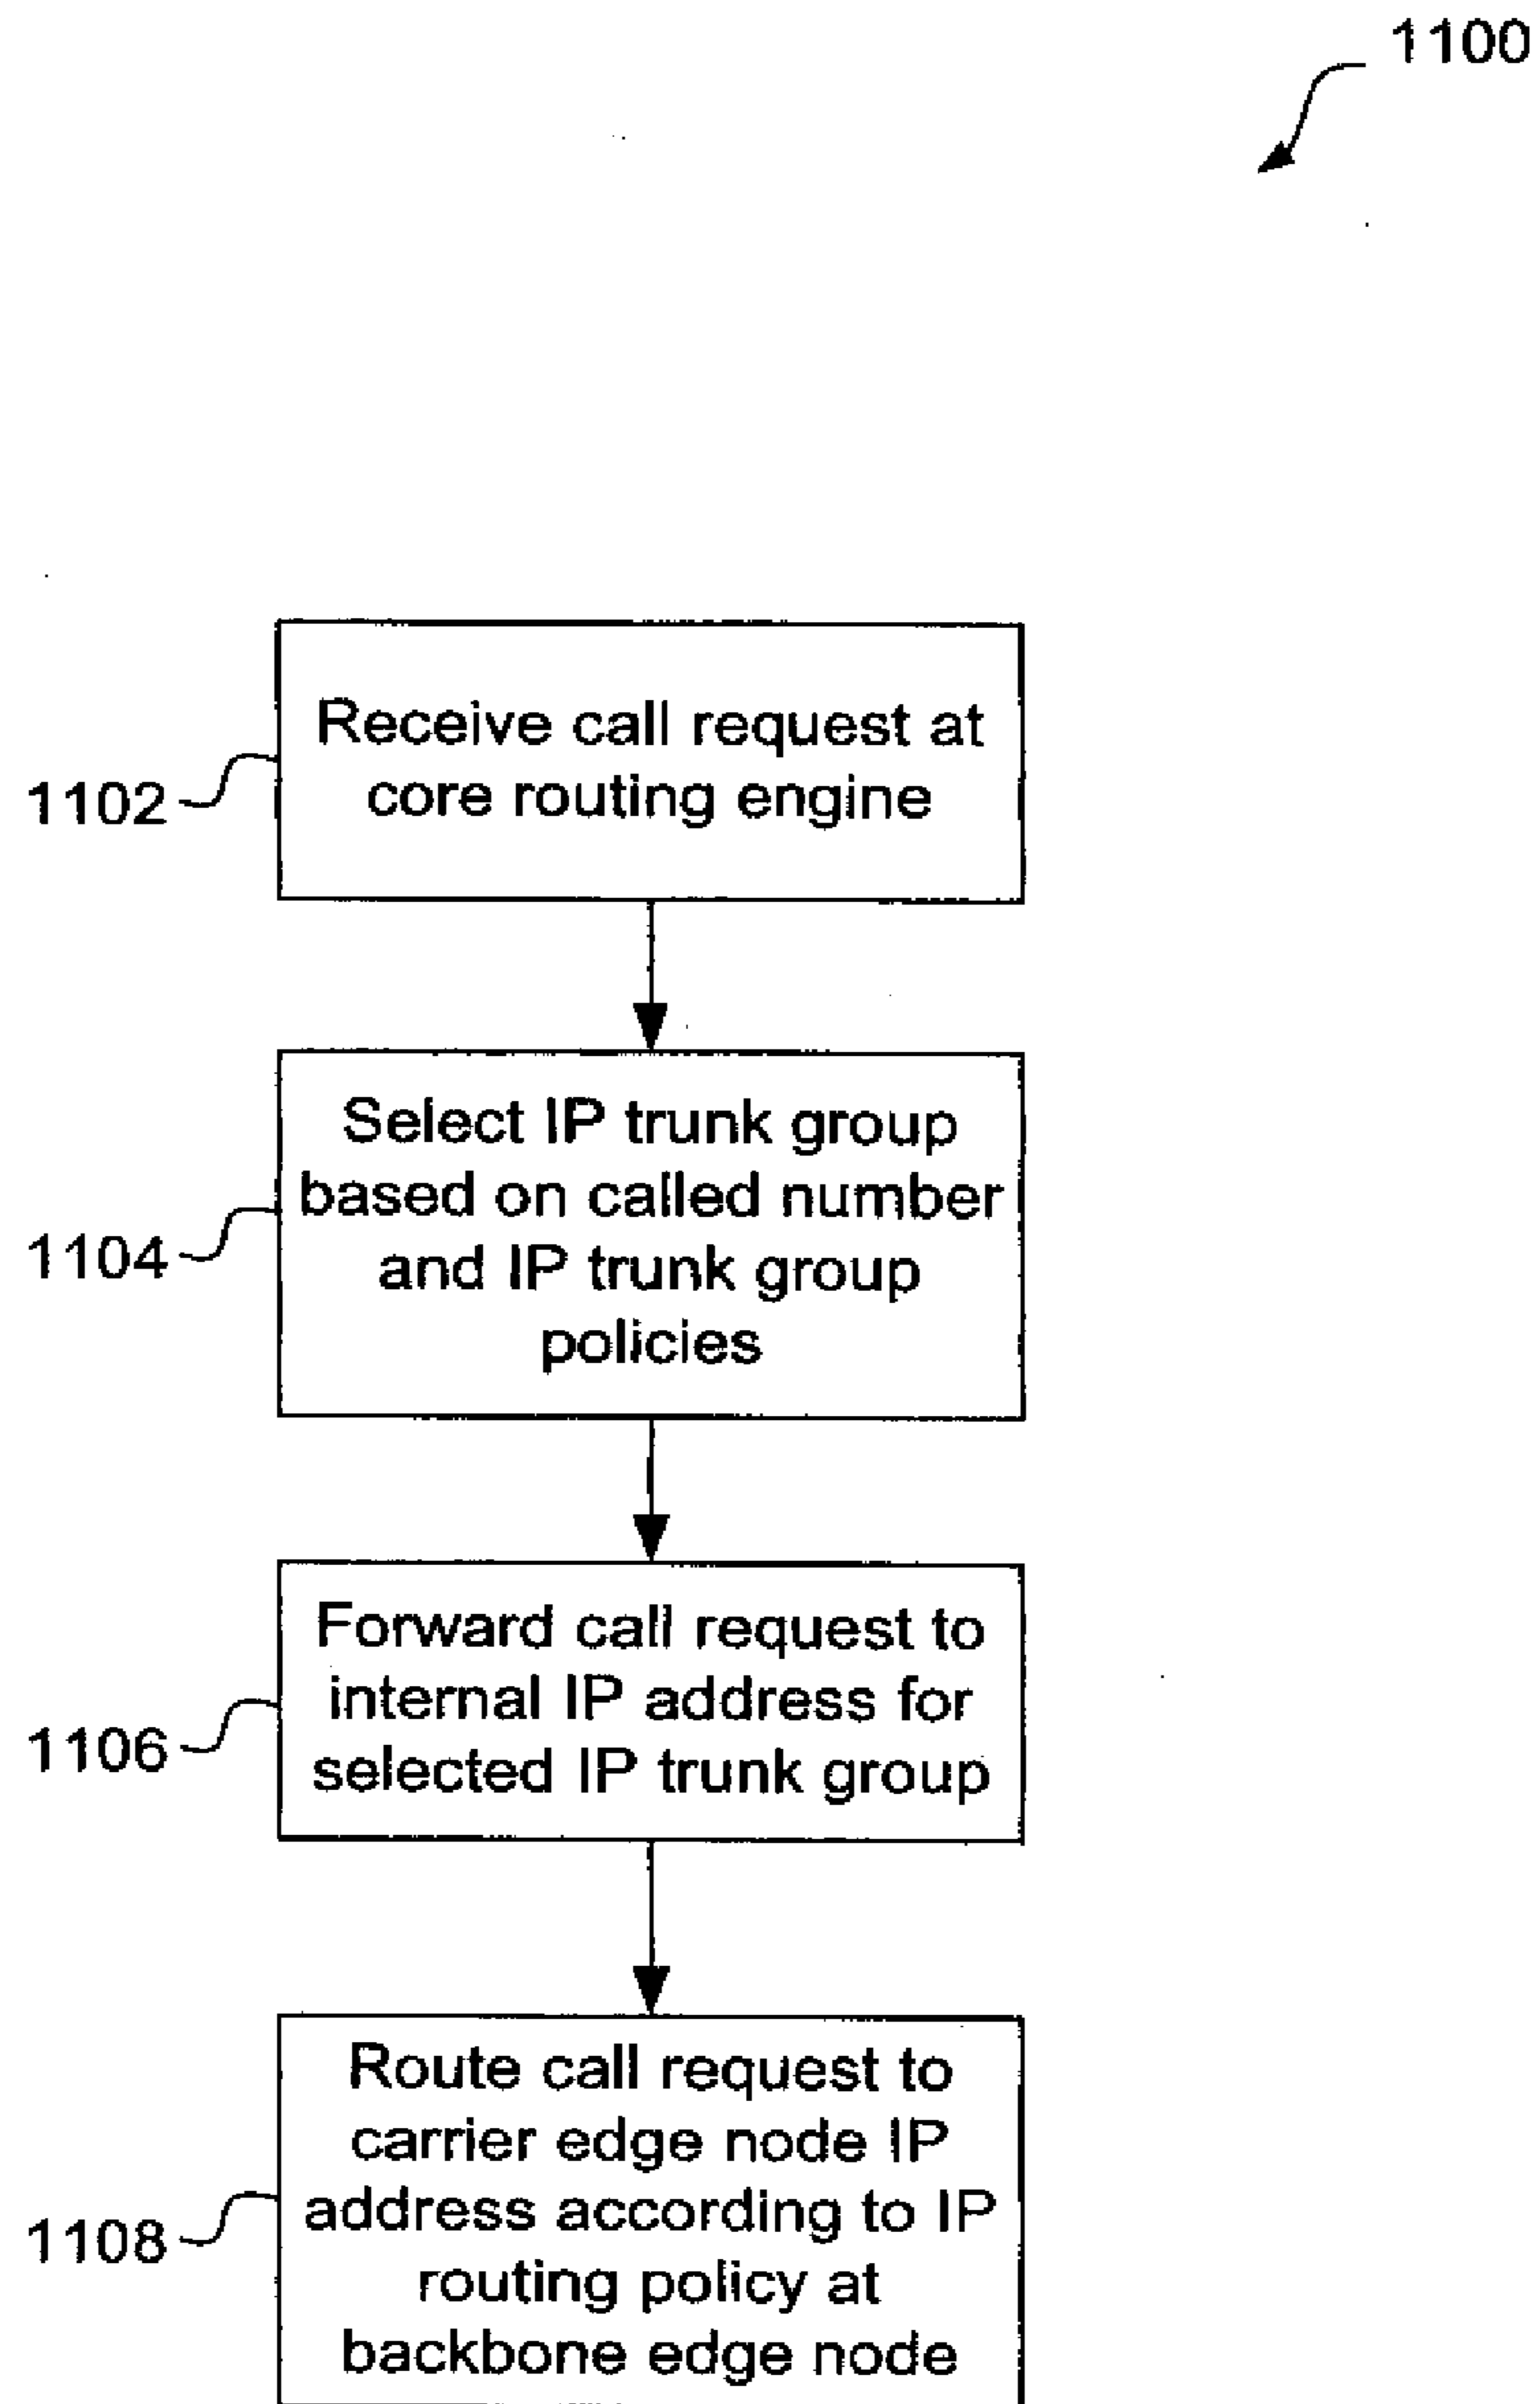 1100
Receive call request at
core routing engine
1102
Select IP trunk group
based on called number
and IP trunk group
policies
1104
Forward call request to
internal IP address for
selected IP trunk group
1106
Route call request to
carrier edge node IP
address according to IP
routing policy at
backbone edge node
1108